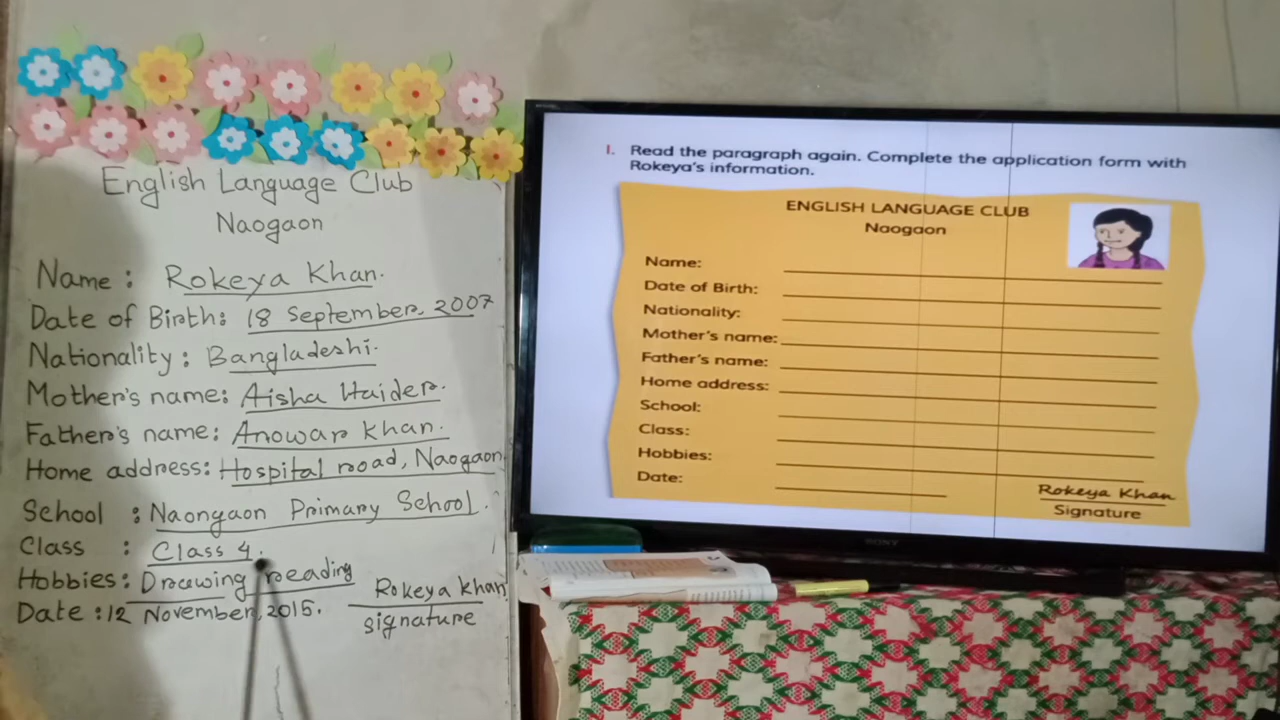 English Language Club
Naogaon
Name : Rokeya Khan.
Date of Birth: 18 September, 2007
Nationality : Bangladeshi.
Mother's name: Aisha Haider.
Father's name: Anowar Khan.
Home address: Hospital road, Naogaon
School : Naongaon Primary School.
Class : Class 4.
Hobbies: Drawing reading
Date : 12 November, 2015.
Rokeya Khan
signature
1. Read the paragraph again. Complete the application form with
Rokeya's information.
ENGLISH LANGUAGE CLUB
Naogaon
Name:
Date of Birth:
Nationality:
Mother's name:
Father's name:
Home address:
School:
Class:
Hobbies:
Date:
Rokeya Khan
Signature
SONY